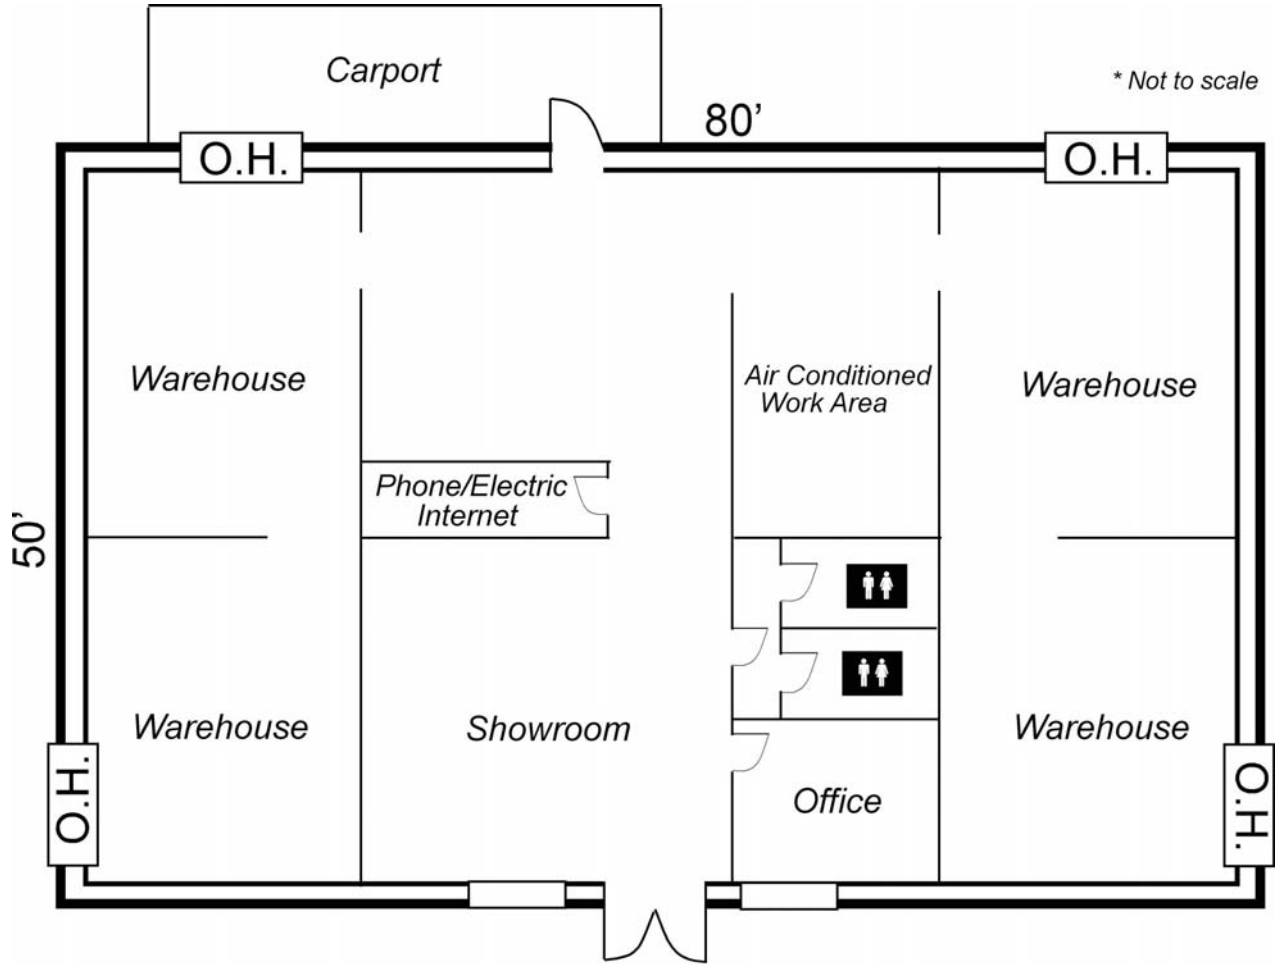 Carport
* Not to scale
80’
O.H.
O.H.
Warehouse
Air Conditioned
Work Area
Warehouse
Phone/Electric
Internet
50’
Warehouse
Showroom
Warehouse
Office
O.H.
O.H.